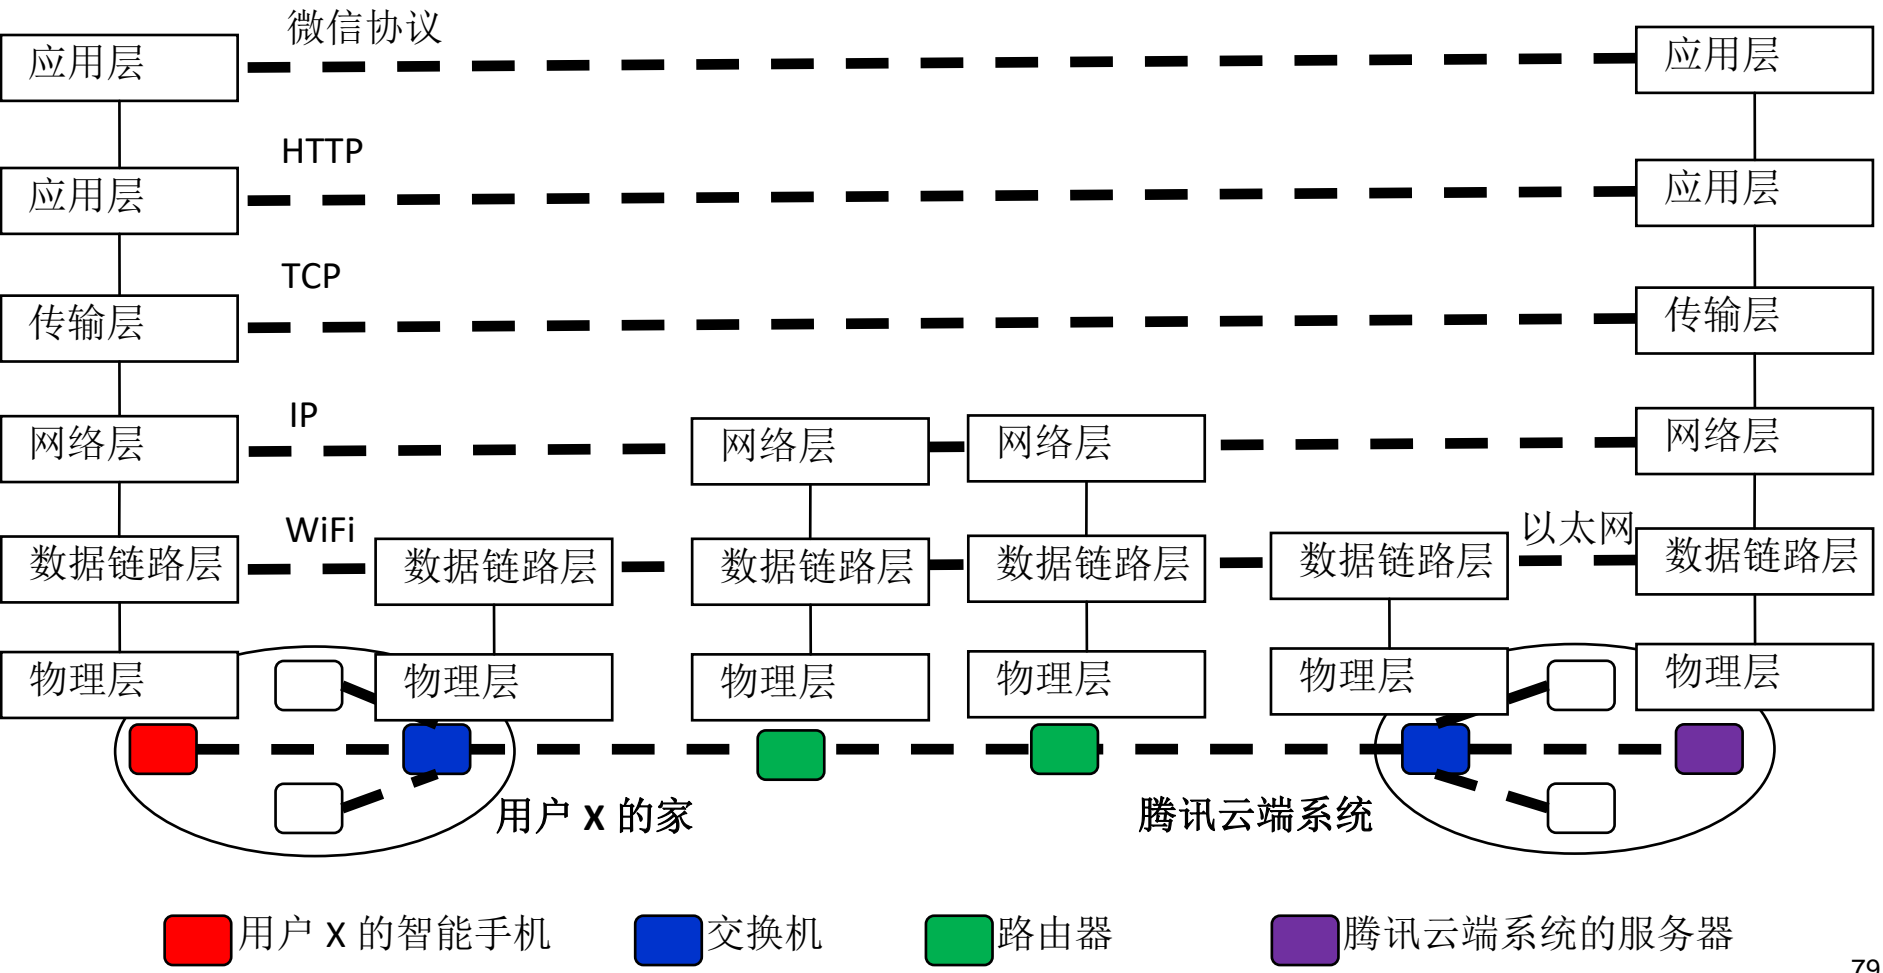 微信协议
应用层
应用层
HTTP
应用层
应用层
TCP
传输层
传输层
IP
网络层
网络层
网络层
网络层
WiFi
以太网
数据链路层
数据链路层
数据链路层
数据链路层
数据链路层
数据链路层
物理层
物理层
物理层
物理层
物理层
物理层
用户 X 的家
腾讯云端系统
用户 X 的智能手机
交换机
路由器
腾讯云端系统的服务器
79